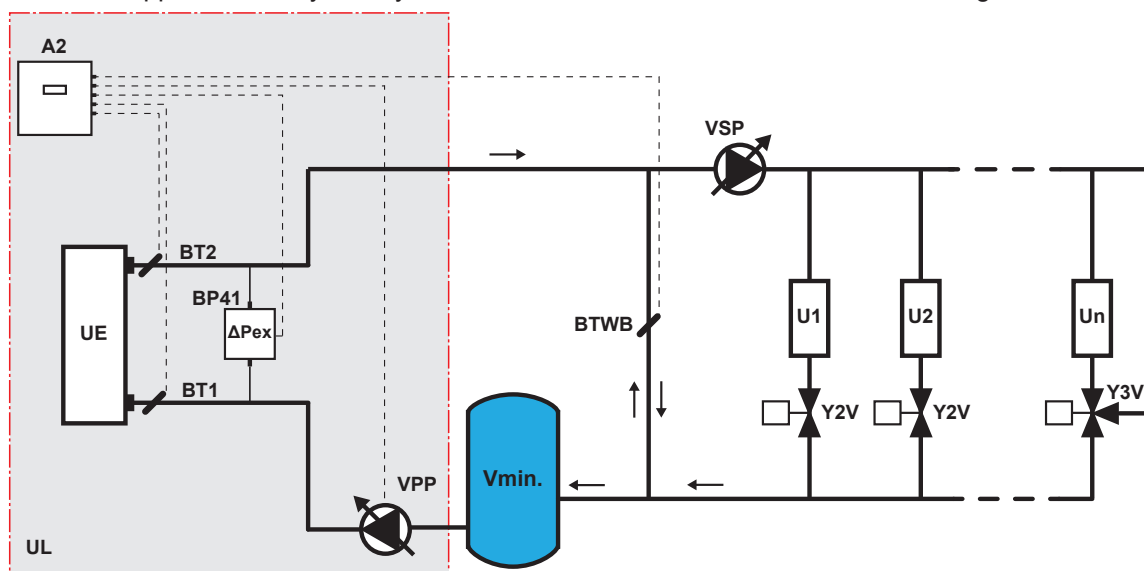 A2
VSP
BT2
BP41
ΔPex
UE
BTWB
U1
U2
Un
BT1
Y2V
Y2V
Y3V
VPP
Vmin.
UL